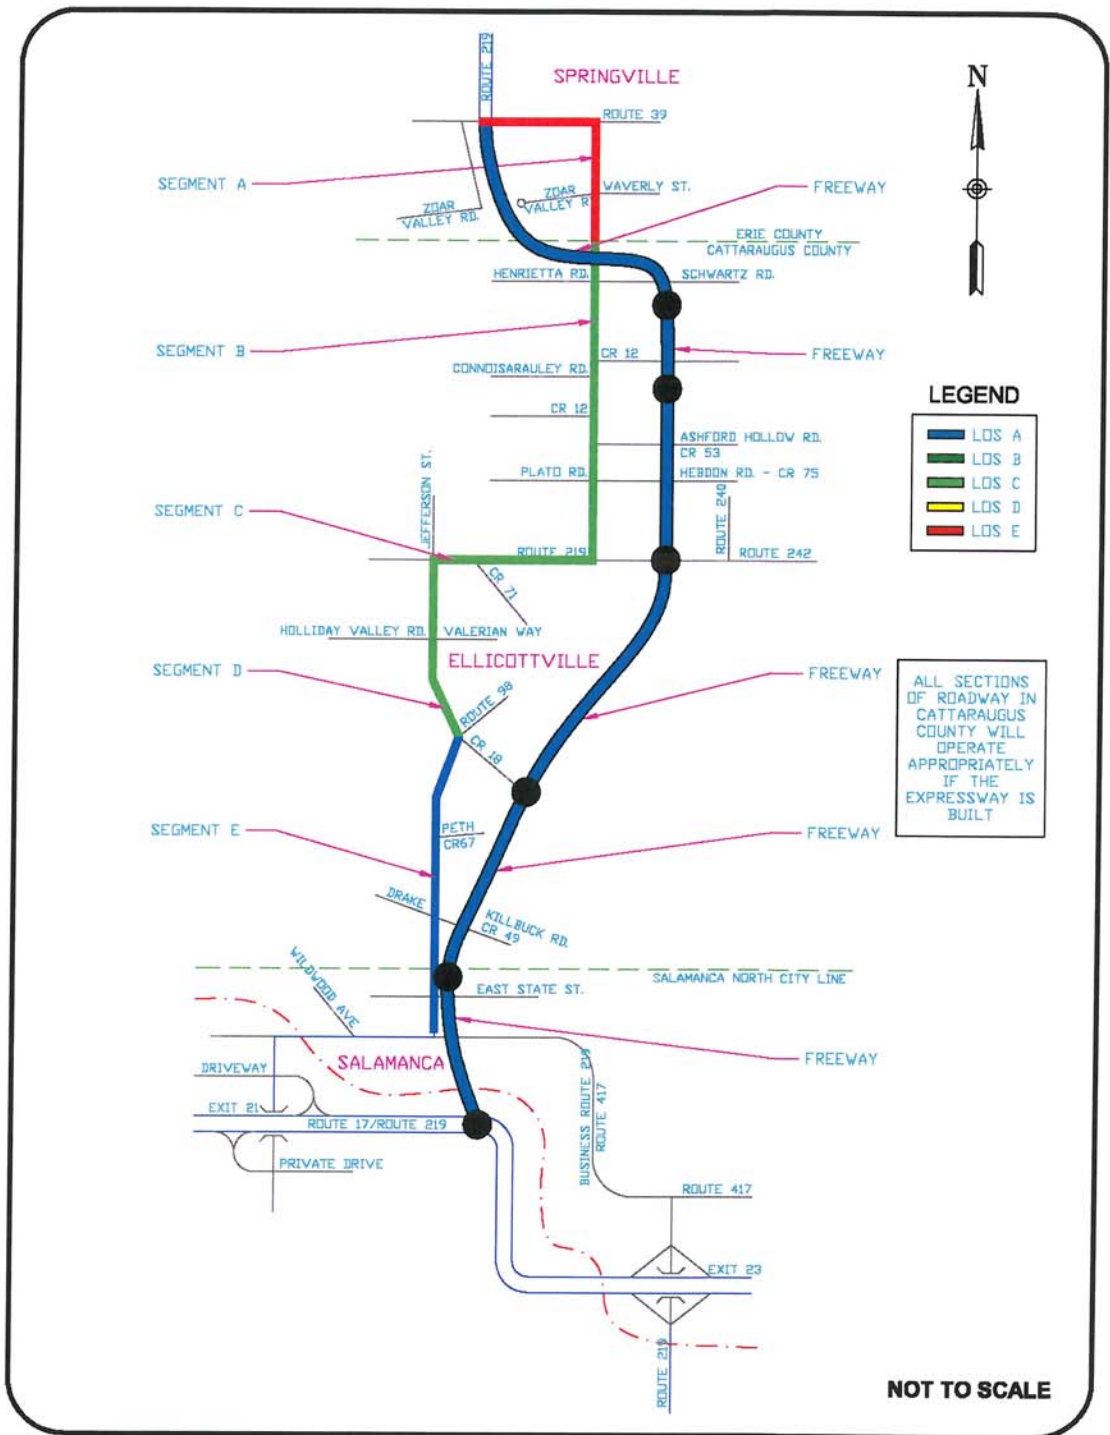 ROUTE 219
SPRINGVILLE
N
ROUTE 39
SEGMENT A
ZOAR
VALLEY RD.
ZOAR
VALLEY R
WAVERLY ST.
FREEWAY
ERIE COUNTY
CATTARAUGUS COUNTY
HENRIETTA RD.
SCHWARTZ RD.
SEGMENT B
CR 12
FREEWAY
CONNOISARAULEY RD.
CR 12
LEGEND
LOS A
LOS B
LOS C
LOS D
LOS E
ASHFORD HOLLOW RD.
CR 53
PLATO RD.
HEBDON RD. - CR 75
JEFFERSON ST.
SEGMENT C
ROUTE 240
ROUTE 219
ROUTE 242
CR 71
HOLLIDAY VALLEY RD.
VALERIAN WAY
ELLICOTTVILLE
SEGMENT D
FREEWAY
ROUTE 98
CR 18
ALL SECTIONS
OF ROADWAY IN
CATTARAUGUS
COUNTY WILL
OPERATE
APPROPRIATELY
IF THE
EXPRESSWAY IS
BUILT
SEGMENT E
PETH
CR67
FREEWAY
DRAKE
KILLBUCK RD.
CR 49
WILDWOOD AVE
SALAMANCA NORTH CITY LINE
EAST STATE ST.
SALAMANCA
FREEWAY
DRIVEWAY
EXIT 21
ROUTE 17/ROUTE 219
BUSINESS ROUTE 219
ROUTE 417
PRIVATE DRIVE
ROUTE 417
EXIT 23
ROUTE 219
NOT TO SCALE